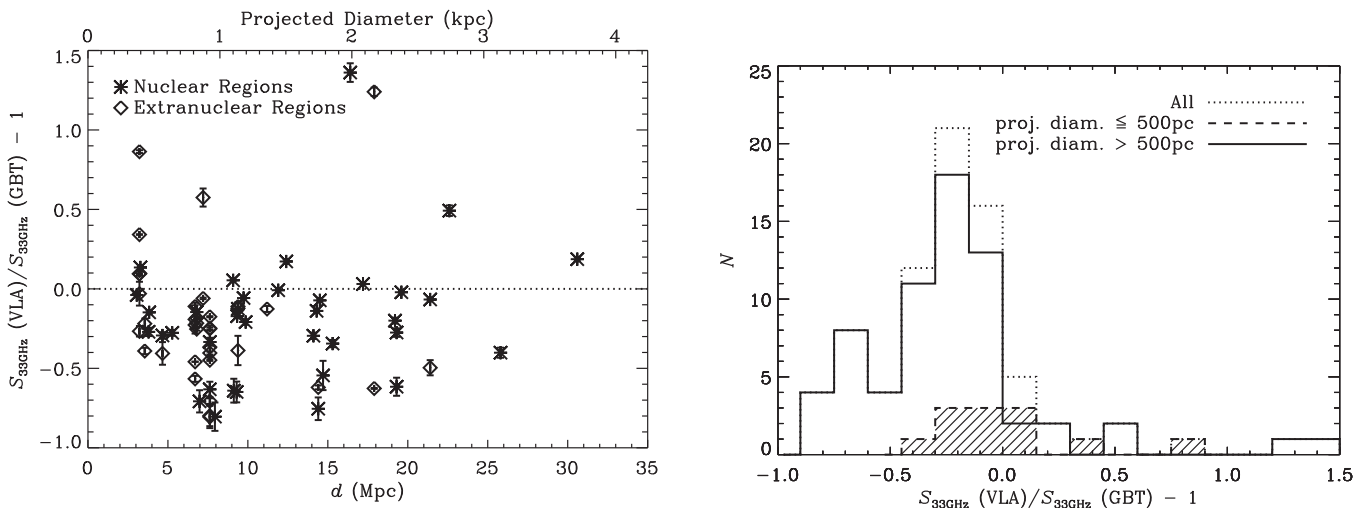 Projected Diameter (kpc)
0 1 2 3 4
1.5
1.0
0.5
0.0
−0.5
−1.0
S33GHz (VLA)/S33GHz (GBT) − 1
Nuclear Regions
Extranuclear Regions
0 5 10 15 20 25 30 35
d (Mpc)
25
20
15
10
5
0
N
All
proj. diam. ≦ 500pc
proj. diam. > 500pc
−1.0 −0.5 0.0 0.5 1.0 1.5
S33GHz (VLA)/S33GHz (GBT) − 1